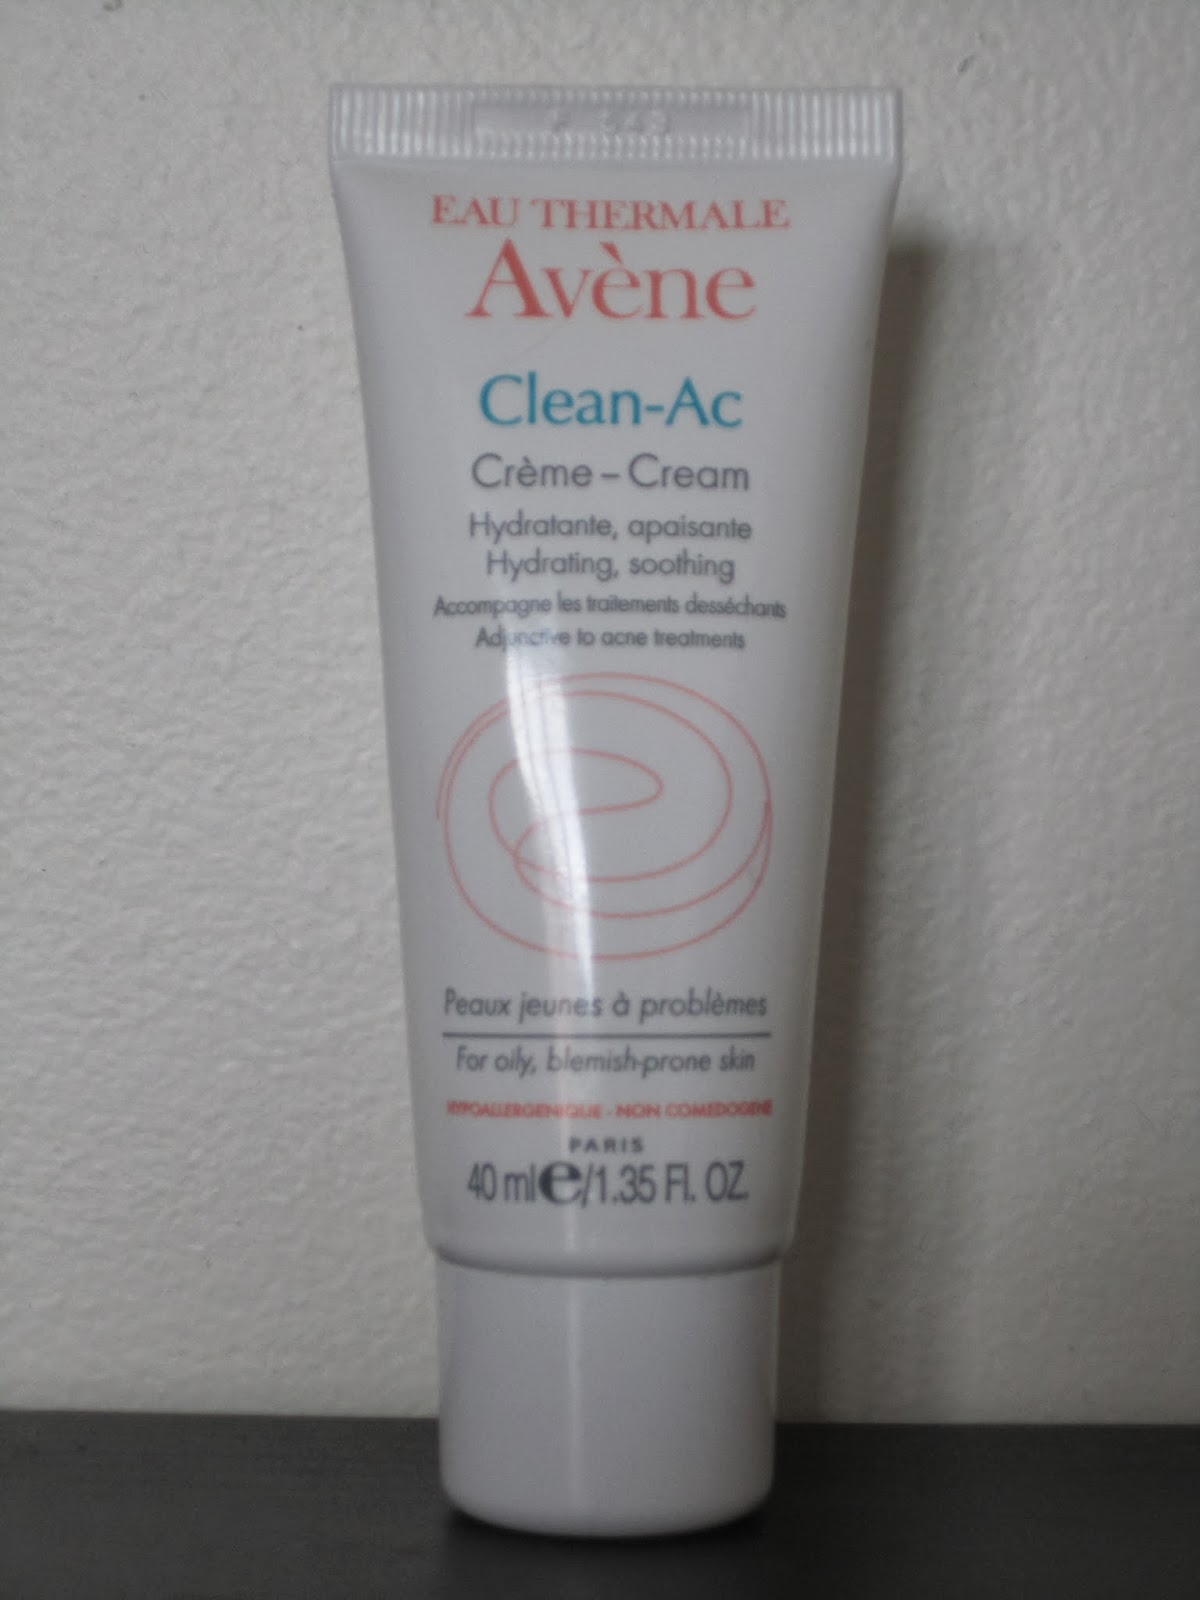 EAU THERMALE
Avène
Clean-Ac
Crème – Cream
Hydratante, apaisante
Hydrating, soothing
Accompagne les traitements desséchants
Adjunctive to acne treatments
Peaux jeunes à problèmes
For oily, blemish-prone skin
HYPOALLERGENIQUE - NON COMEDOGENE
PARIS
40 ml e/1.35 Fl. OZ.